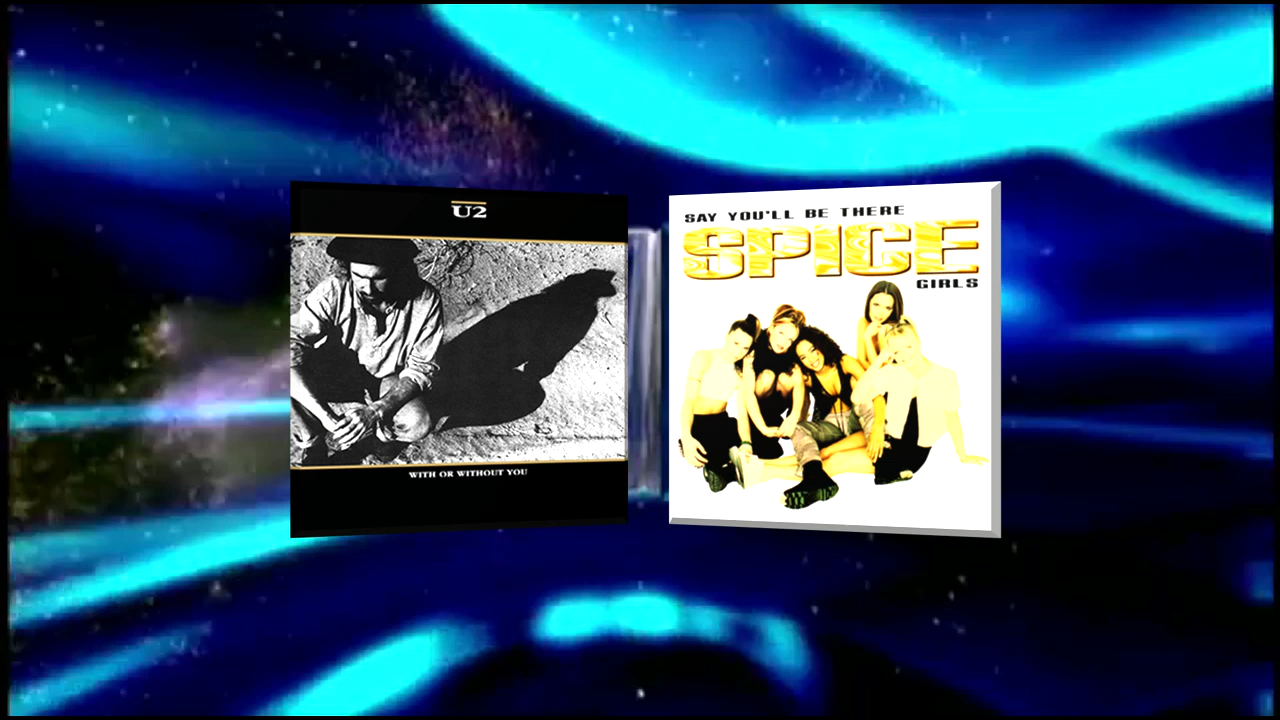 U2
WITH OR WITHOUT YOU
SAY YOU'LL BE THERE
SPICE
GIRLS